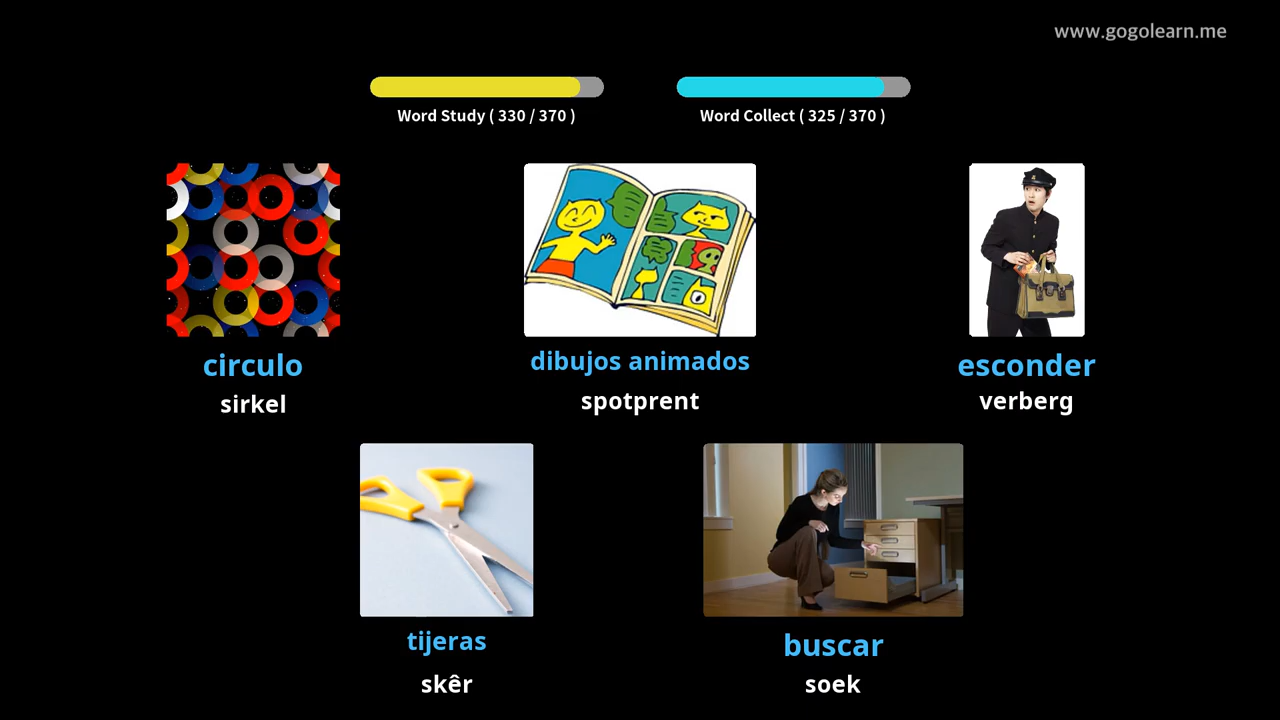 www.gogolearn.me
Word Study ( 330 / 370 )
Word Collect ( 325 / 370 )
circulo
sirkel
dibujos animados
spotprent
esconder
verberg
tijeras
skêr
buscar
soek